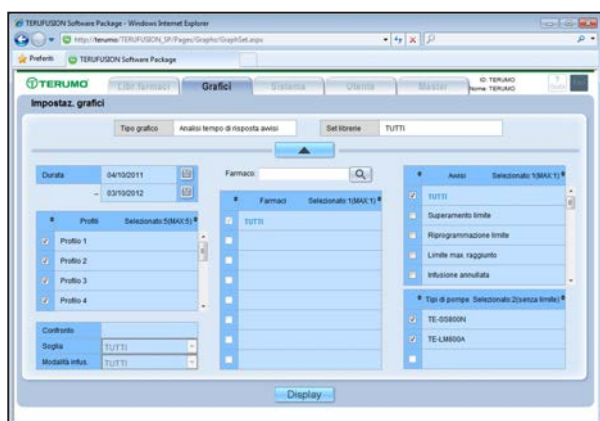 TERUFUSION Software Package - Windows Internet Explorer
http://terumo/TERUFUSION_SP/Pages/Graphs/GraphSet.aspx
Preferiti TERUFUSION Software Package
TERUMO Libr.farmaci Grafici Sistema Utente Master ID: TERUMO
Nome: TERUMO
Impostaz. grafici
Tipo grafico Analisi tempo di risposta avvisi Set librerie TUTTI
Durata 04/10/2011
– 03/10/2012
Profili Selezionato:5(MAX:5)
Profilo 1
Profilo 2
Profilo 3
Profilo 4
Confronto
Soglia TUTTI
Modalità infus. TUTTI
Farmaco:
Farmaci Selezionato:1(MAX:1)
TUTTI
Avvisi Selezionato:1(MAX:1)
TUTTI
Superamento limite
Riprogrammazione limite
Limite max. raggiunto
Infusione annullata
Tipi di pompe Selezionato:2(senza limite)
TE-SS800N
TE-LM800A
Display